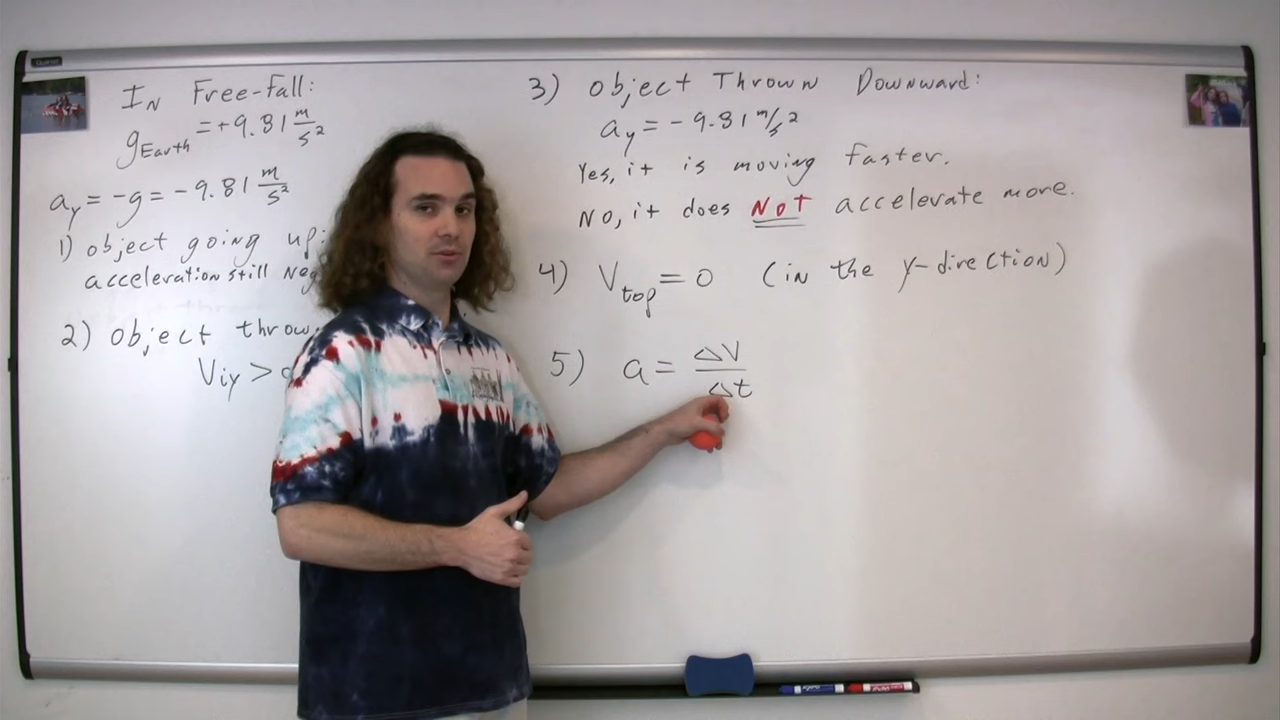 In Free-fall:
gEarth = +9.81 m/s²
ay = -g = -9.81 m/s²
1) object going up:
acceleration still
2) object
Viy >
3) object Thrown Downward:
ay = -9.81 m/s²
Yes, it is moving faster.
No, it does NOT accelerate more.
4) Vtop = 0 (in the y-direction)
5) a = ΔV/Δt